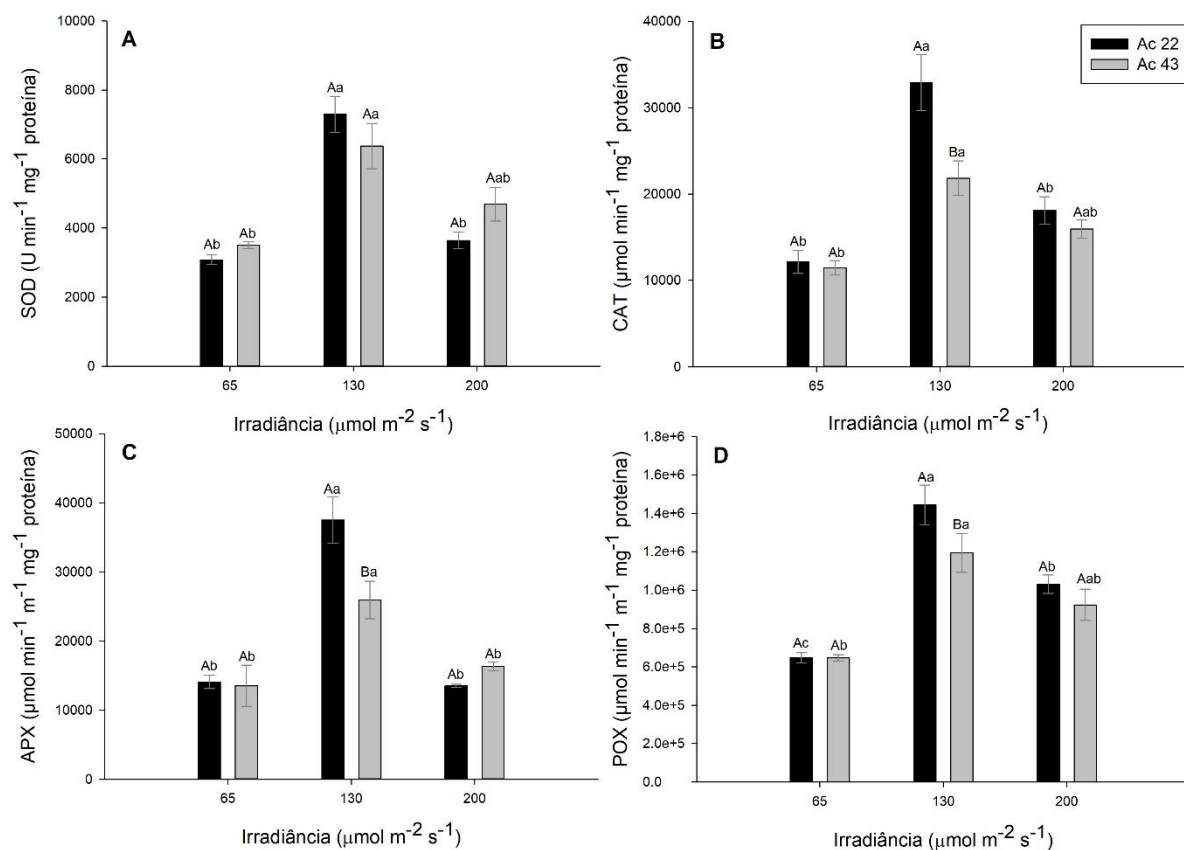 A
SOD (U min⁻¹ mg⁻¹ proteína)
10000
8000
6000
4000
2000
0
Ab Ab
Aa Aa
Ab Aab
65 130 200
Irradiância (μmol m⁻² s⁻¹)
B
CAT (μmol min⁻¹ mg⁻¹ proteína)
40000
30000
20000
10000
0
Ab Ab
Aa Ba
Ab Aab
65 130 200
Irradiância (μmol m⁻² s⁻¹)
Ac 22
Ac 43
C
APX (μmol min⁻¹ m⁻¹ mg⁻¹ proteína)
50000
40000
30000
20000
10000
0
Ab Ab
Aa Ba
Ab Ab
65 130 200
Irradiância (μmol m⁻² s⁻¹)
D
POX (μmol min⁻¹ m⁻¹ mg⁻¹ proteína)
1.8e+6
1.6e+6
1.4e+6
1.2e+6
1.0e+6
8.0e+5
6.0e+5
4.0e+5
2.0e+5
0.0
Ac Ab
Aa Ba
Ab Aab
65 130 200
Irradiância (μmol m⁻² s⁻¹)